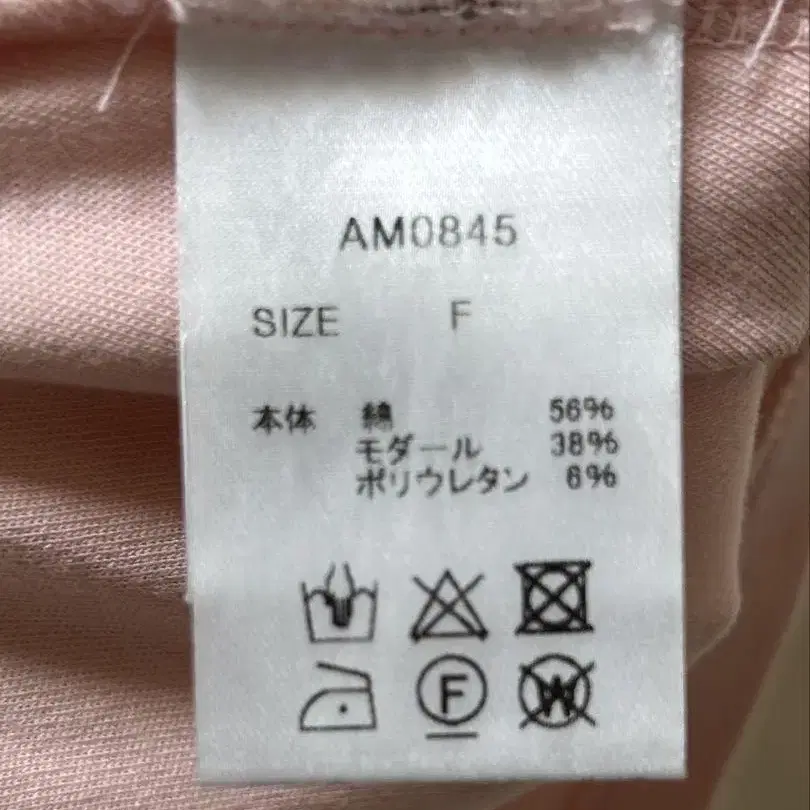 AM0845
SIZE F
本体 綿 56%
モダール 38%
ポリウレタン 6%
F
W